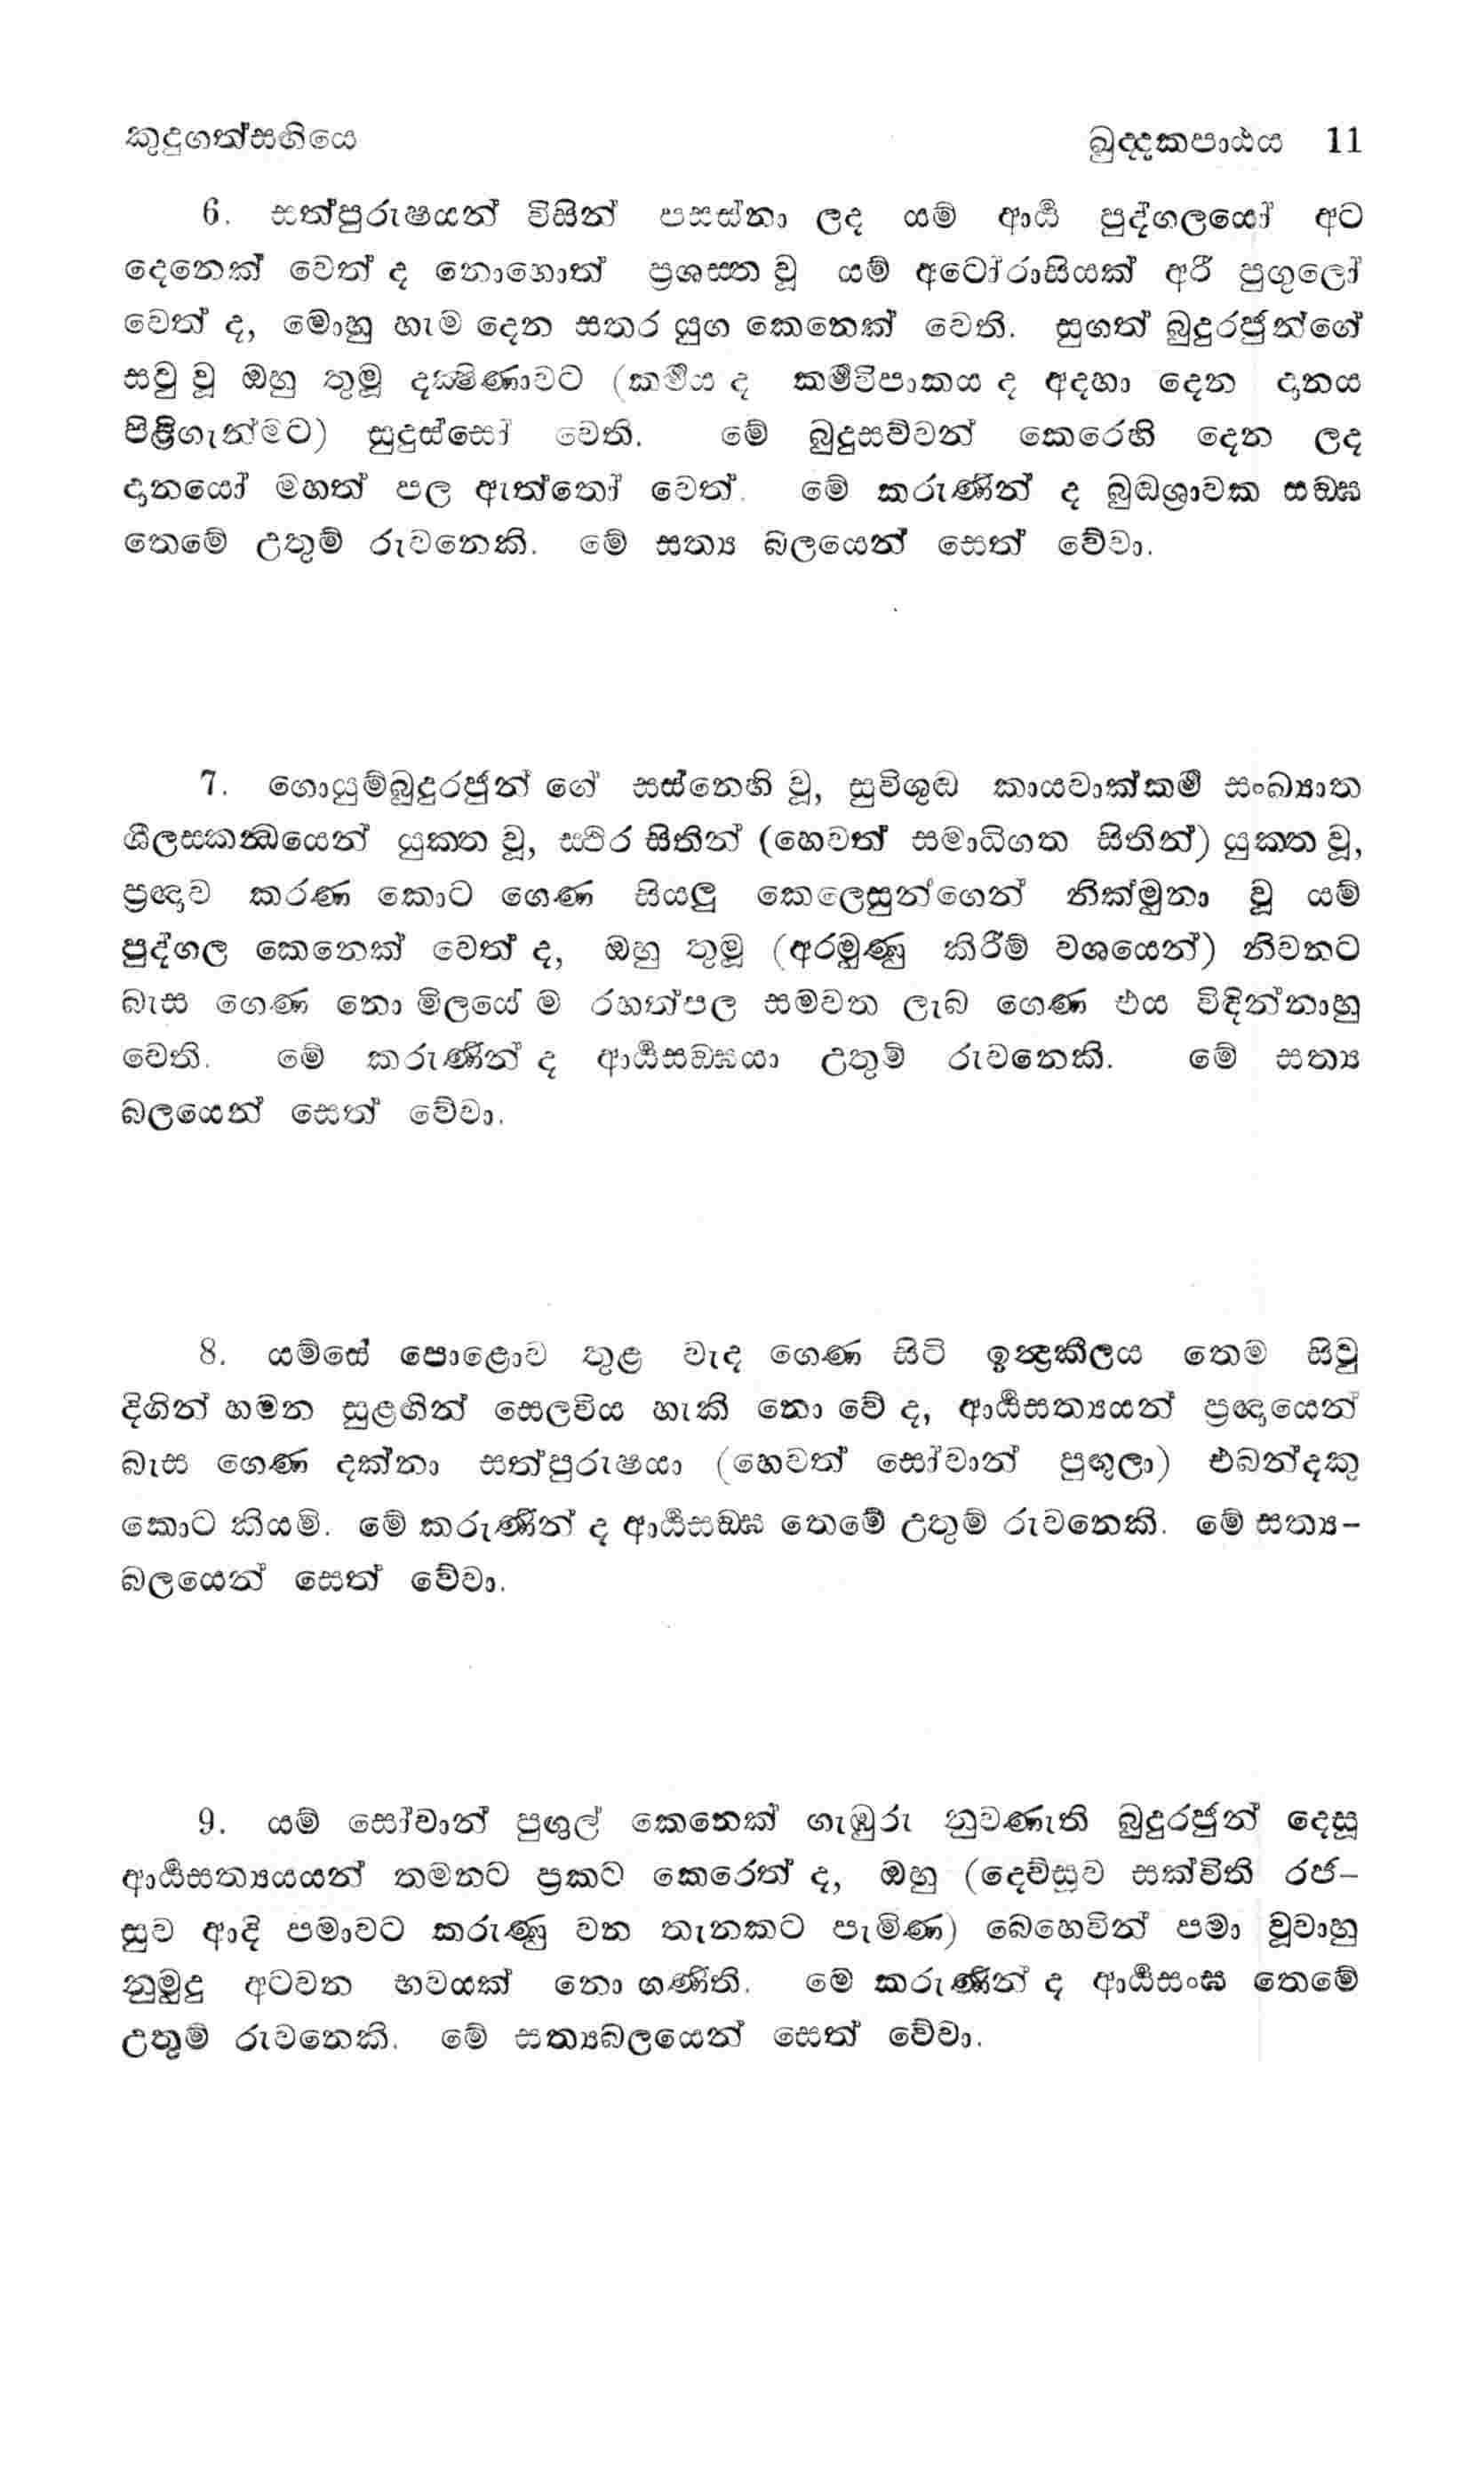 කුදුගත්සඟියෙ ඛුද්දකපාඨය 11
6. සත්පුරුෂයන් විසින් පසස්නා ලද යම් ආර්‍ය්‍ය පුද්ගලයෝ අට
දෙනෙක් වෙත් ද නොහොත් ප්‍රශස්ත වූ යම් අටෝරාසියක් අරී පුගුලෝ
වෙත් ද, මොහු හැම දෙන සතර යුග කෙනෙක් වෙති. සුගත් බුදුරජුන්ගේ
සවු වූ ඔහු තුමූ දක්‍ෂිණාවට (කර්‍මය ද කර්‍මවිපාකය ද අදහා දෙන දානය
පිළිගැන්මට) සුදුස්සෝ වෙති. මේ බුදුසව්වන් කෙරෙහි දෙන ලද
දානයෝ මහත් පල ඇත්තෝ වෙත්. මේ කරුණින් ද බුද්ධශ්‍රාවක සඞ්ඝ
තෙමේ උතුම් රුවනෙකි. මේ සත්‍ය බලයෙන් සෙත් වේවා.
7. ගොයුම්බුදුරජුන් ගේ සස්නෙහි වූ, සුවිශුද්ධ කායවාක්කර්‍ම සංඛ්‍යාත
ශීලස්කන්‍ධයෙන් යුක්ත වූ, ස්ථිර සිතින් (හෙවත් සමාධිගත සිතින්) යුක්ත වූ,
ප්‍රඥාව කරණ කොට ගෙණ සියලු කෙලෙසුන්ගෙන් නික්මුනා වූ යම්
පුද්ගල කෙනෙක් වෙත් ද, ඔහු තුමූ (අරමුණු කිරීම් වශයෙන්) නිවනට
බැස ගෙණ නො මිලයේ ම රහත්පල සමවත ලැබ ගෙණ එය විඳින්නාහු
වෙති. මේ කරුණින් ද ආර්‍ය්‍යසඞ්ඝයා උතුම් රුවනෙකි. මේ සත්‍ය
බලයෙන් සෙත් වේවා.
8. යම්සේ පොළොව තුළ වැද ගෙණ සිටි ඉන්‍ද්‍රකීලය තෙම සිවු
දිගින් හමන සුළඟින් සෙලවිය හැකි නො වේ ද, ආර්‍ය්‍යසත්‍යයන් ප්‍රඥායෙන්
බැස ගෙණ දක්නා සත්පුරුෂයා (හෙවත් සෝවාන් පුඟුලා) එබන්දකු
කොට කියමි. මේ කරුණින් ද ආර්‍ය්‍යසඞ්ඝ තෙමේ උතුම් රුවනෙකි. මේ සත්‍ය-
බලයෙන් සෙත් වේවා.
9. යම් සෝවාන් පුඟුල් කෙනෙක් ගැඹුරු නුවණැති බුදුරජුන් දෙසූ
ආර්‍ය්‍යසත්‍යයයන් තමනට ප්‍රකට කෙරෙත් ද, ඔහු (දෙව්සුව සක්විති රජ-
සුව ආදි පමාවට කරුණු වන තැනකට පැමිණ) බෙහෙවින් පමා වූවාහු
නුමුදු අටවන භවයක් නො ගණිති. මේ කරුණින් ද ආර්‍ය්‍යසංඝ තෙමේ
උතුම් රුවනෙකි. මේ සත්‍යබලයෙන් සෙත් වේවා.